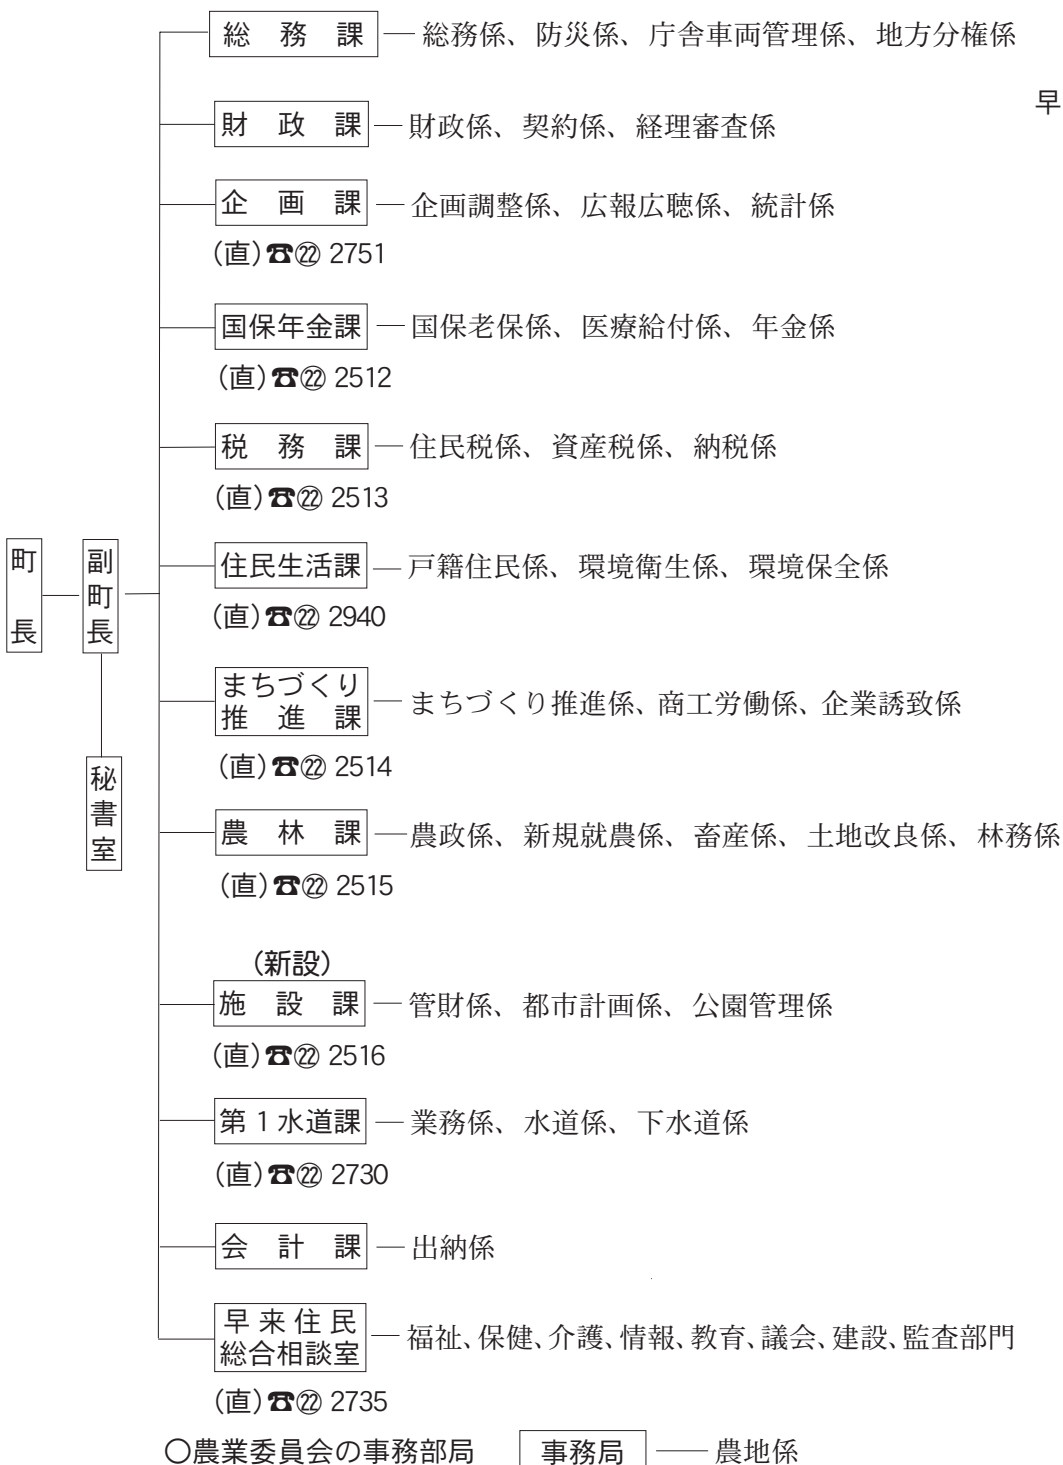 総務課 ― 総務係、防災係、庁舎車両管理係、地方分権係
早
財政課 ― 財政係、契約係、経理審査係
企画課 ― 企画調整係、広報広聴係、統計係
(直)☎㉒ 2751
国保年金課 ― 国保老保係、医療給付係、年金係
(直)☎㉒ 2512
税務課 ― 住民税係、資産税係、納税係
(直)☎㉒ 2513
町長
副町長
住民生活課 ― 戸籍住民係、環境衛生係、環境保全係
(直)☎㉒ 2940
まちづくり
推進課 ― まちづくり推進係、商工労働係、企業誘致係
(直)☎㉒ 2514
秘書室
農林課 ― 農政係、新規就農係、畜産係、土地改良係、林務係
(直)☎㉒ 2515
(新設)
施設課 ― 管財係、都市計画係、公園管理係
(直)☎㉒ 2516
第1水道課 ― 業務係、水道係、下水道係
(直)☎㉒ 2730
会計課 ― 出納係
早来住民
総合相談室 ― 福祉、保健、介護、情報、教育、議会、建設、監査部門
(直)☎㉒ 2735
○農業委員会の事務部局 事務局 ― 農地係